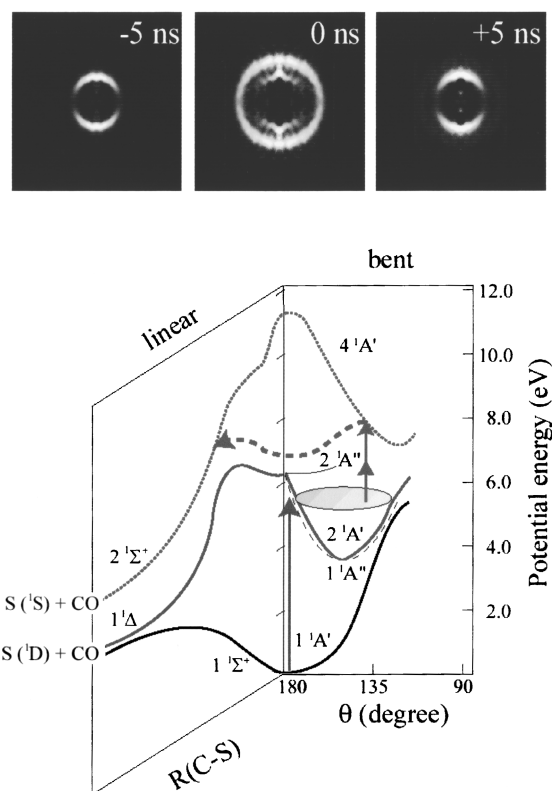 -5 ns
0 ns
+5 ns
bent
linear
12.0
10.0
8.0
6.0
4.0
2.0
Potential energy (eV)
4 ¹A'
2 ¹A"
2 ¹A'
1 ¹A"
1 ¹A'
2 ¹Σ⁺
S (¹S) + CO
1 ¹Δ
S (¹D) + CO
1 ¹Σ⁺
180
135
90
θ (degree)
R(C-S)